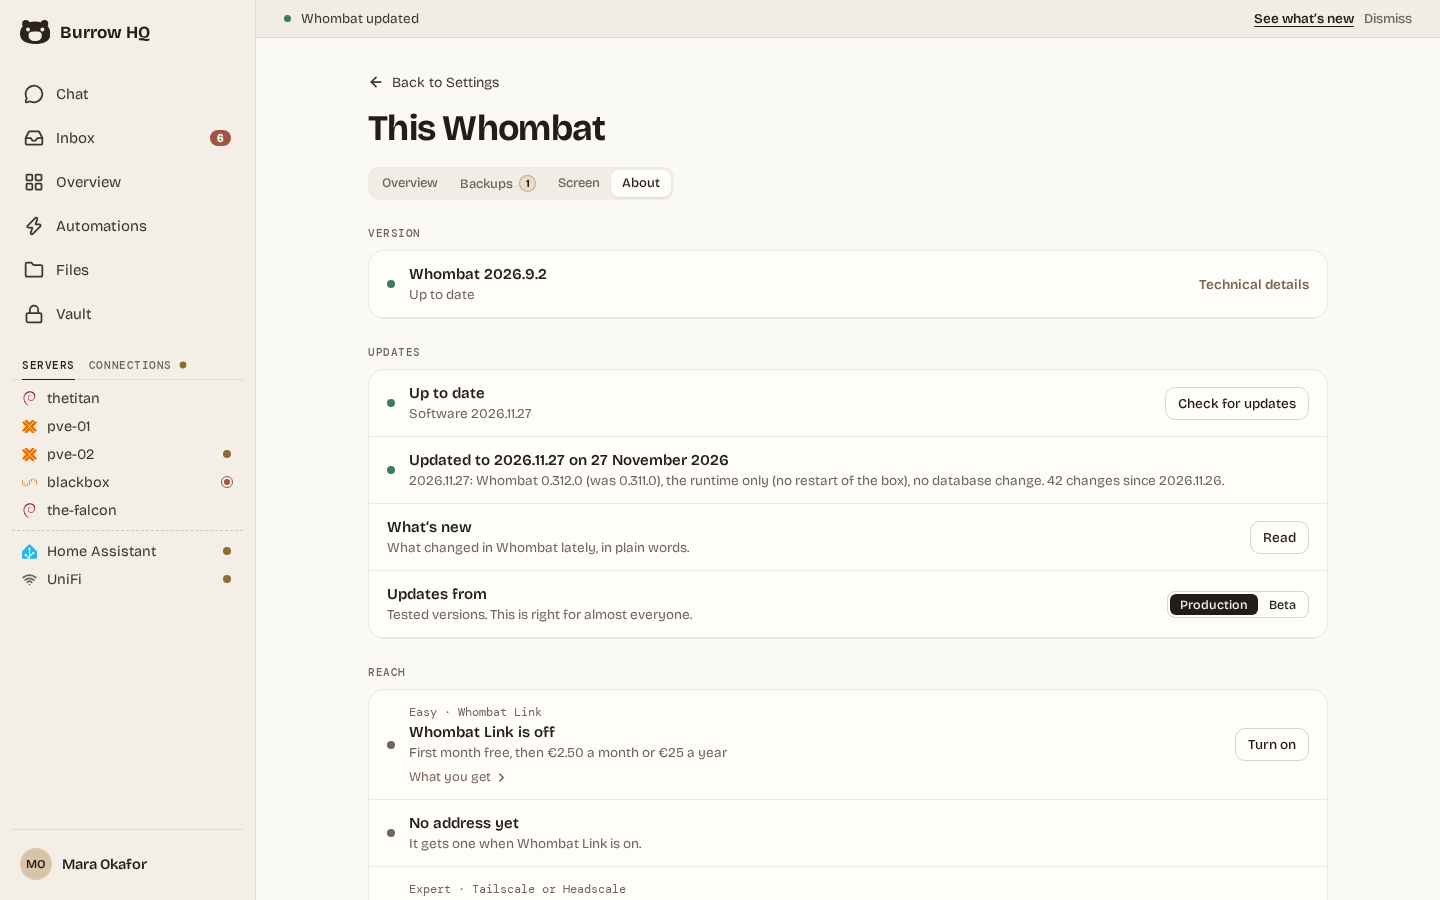 Burrow HQ
Chat
Inbox 6
Overview
Automations
Files
Vault
SERVERS CONNECTIONS
thetitan
pve-01
pve-02
blackbox
the-falcon
Home Assistant
UniFi
MO Mara Okafor
Whombat updated See what's new Dismiss
Back to Settings
This Whombat
Overview Backups 1 Screen About
VERSION
Whombat 2026.9.2
Up to date
Technical details
UPDATES
Up to date
Software 2026.11.27
Check for updates
Updated to 2026.11.27 on 27 November 2026
2026.11.27: Whombat 0.312.0 (was 0.311.0), the runtime only (no restart of the box), no database change. 42 changes since 2026.11.26.
What's new
What changed in Whombat lately, in plain words.
Read
Updates from
Tested versions. This is right for almost everyone.
Production Beta
REACH
Easy · Whombat Link
Whombat Link is off
First month free, then €2.50 a month or €25 a year
What you get
Turn on
No address yet
It gets one when Whombat Link is on.
Expert · Tailscale or Headscale